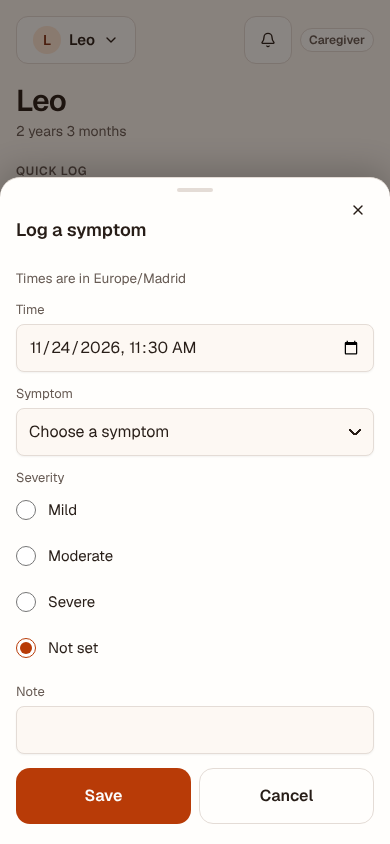 L Leo
Caregiver
Leo
2 years 3 months
QUICK LOG
Log a symptom
Times are in Europe/Madrid
Time
11/24/2026, 11:30 AM
Symptom
Choose a symptom
Severity
Mild
Moderate
Severe
Not set
Note
Save
Cancel